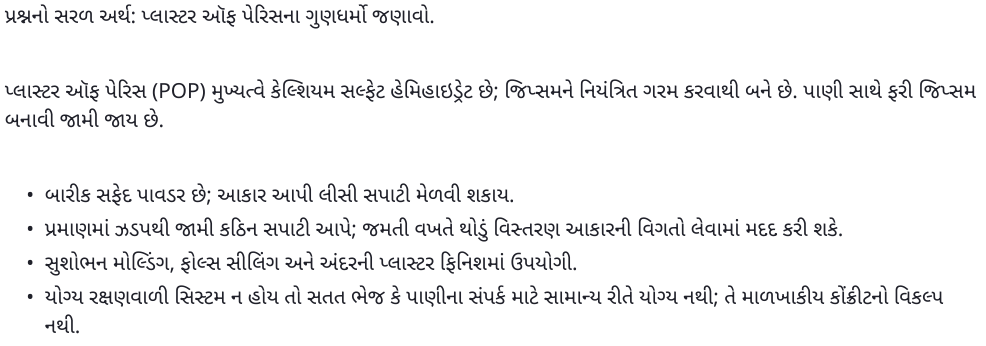 પ્રશ્નનો સરળ અર્થ: પ્લાસ્ટર ઑફ પેરિસના ગુણધર્મો જણાવો.
પ્લાસ્ટર ઑફ પેરિસ (POP) મુખ્યત્વે કેલ્શિયમ સલ્ફેટ હેમિહાઇડ્રેટ છે; જિપ્સમને નિયંત્રિત ગરમ કરવાથી બને છે. પાણી સાથે ફરી જિપ્સમ
બનાવી જામી જાય છે.
• બારીક સફેદ પાવડર છે; આકાર આપી લીસી સપાટી મેળવી શકાય.
• પ્રમાણમાં ઝડપથી જામી કઠિન સપાટી આપે; જમતી વખતે થોડું વિસ્તરણ આકારની વિગતો લેવામાં મદદ કરી શકે.
• સુશોભન મોલ્ડિંગ, ફોલ્સ સીલિંગ અને અંદરની પ્લાસ્ટર ફિનિશમાં ઉપયોગી.
• યોગ્ય રક્ષણવાળી સિસ્ટમ ન હોય તો સતત ભેજ કે પાણીના સંપર્ક માટે સામાન્ય રીતે યોગ્ય નથી; તે માળખાકીય કોંક્રીટનો વિકલ્પ
નથી.